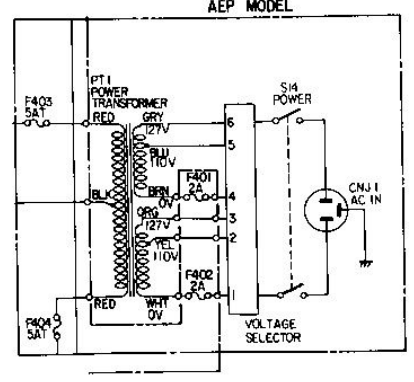 AEP MODEL
F403
5AT
PT1
POWER
TRANSFORMER
RED
GRY
127V
BLU
110V
BRN
0V
BLK
ORG
127V
YEL
110V
RED
WHT
0V
F401
2A
F402
2A
F404
5AT
6
5
4
3
2
1
S14
POWER
CNJ1
AC IN
VOLTAGE
SELECTOR